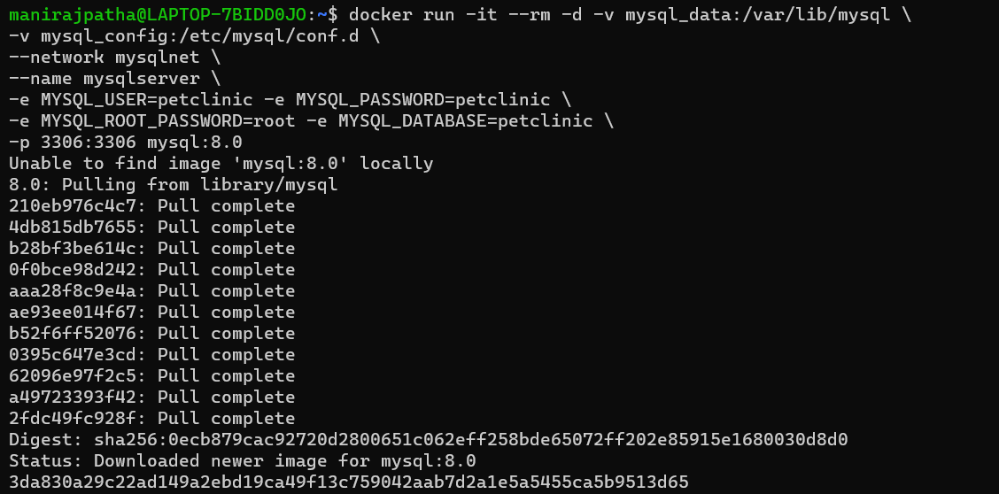 manirajpatha@LAPTOP-7BIDD0JO:~$ docker run -it --rm -d -v mysql_data:/var/lib/mysql \
-v mysql_config:/etc/mysql/conf.d \
--network mysqlnet \
--name mysqlserver \
-e MYSQL_USER=petclinic -e MYSQL_PASSWORD=petclinic \
-e MYSQL_ROOT_PASSWORD=root -e MYSQL_DATABASE=petclinic \
-p 3306:3306 mysql:8.0
Unable to find image 'mysql:8.0' locally
8.0: Pulling from library/mysql
210eb976c4c7: Pull complete
4db815db7655: Pull complete
b28bf3be614c: Pull complete
0f0bce98d242: Pull complete
aaa28f8c9e4a: Pull complete
ae93ee014f67: Pull complete
b52f6ff52076: Pull complete
0395c647e3cd: Pull complete
62096e97f2c5: Pull complete
a49723393f42: Pull complete
2fdc49fc928f: Pull complete
Digest: sha256:0ecb879cac92720d2800651c062eff258bde65072ff202e85915e1680030d8d0
Status: Downloaded newer image for mysql:8.0
3da830a29c22ad149a2ebd19ca49f13c759042aab7d2a1e5a5455ca5b9513d65